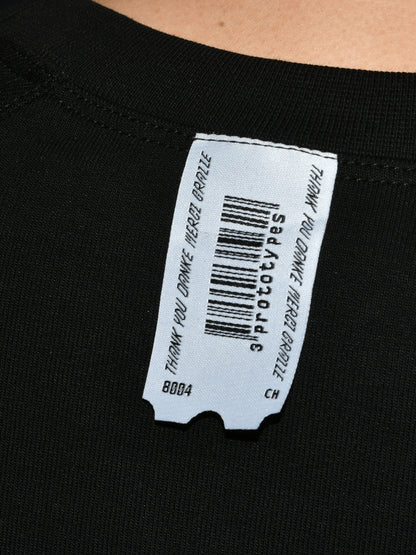 THANK YOU DANKE MERCI GRAZIE
3 prototypes
THANK YOU DANKE MERCI GRAZIE
8004
CH